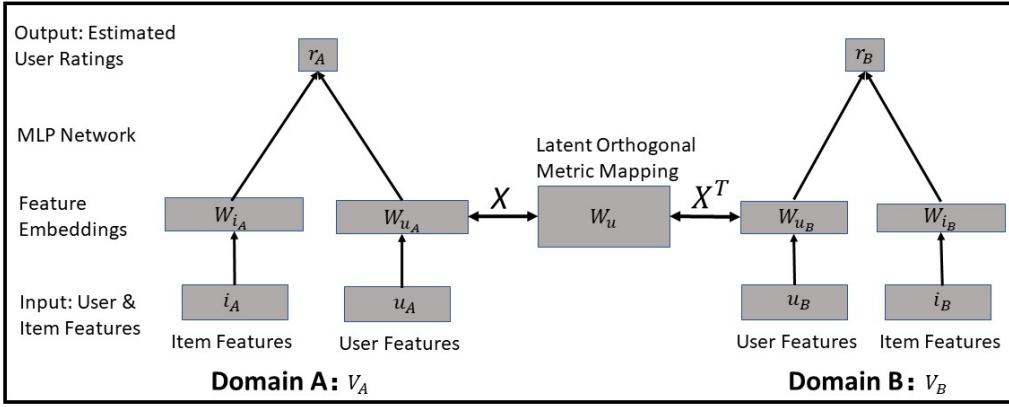 Output: Estimated
User Ratings
r_A
r_B
MLP Network
Latent Orthogonal
Metric Mapping
Feature
Embeddings
W_{i_A}
W_{u_A}
X
W_u
X^T
W_{u_B}
W_{i_B}
Input: User &
Item Features
i_A
u_A
u_B
i_B
Item Features
User Features
User Features
Item Features
Domain A: V_A
Domain B: V_B